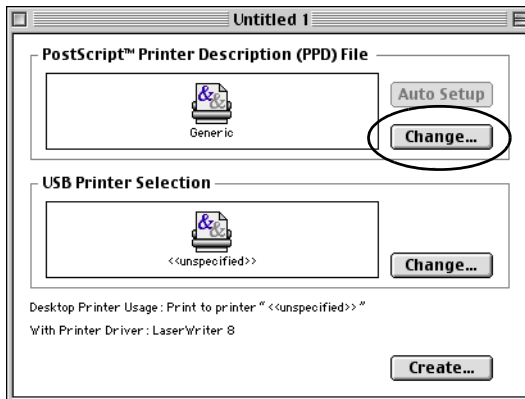 Untitled 1
PostScript™ Printer Description (PPD) File
Auto Setup
Generic
Change...
USB Printer Selection
<<unspecified>>
Change...
Desktop Printer Usage : Print to printer “ <<unspecified>> ”
With Printer Driver : LaserWriter 8
Create...